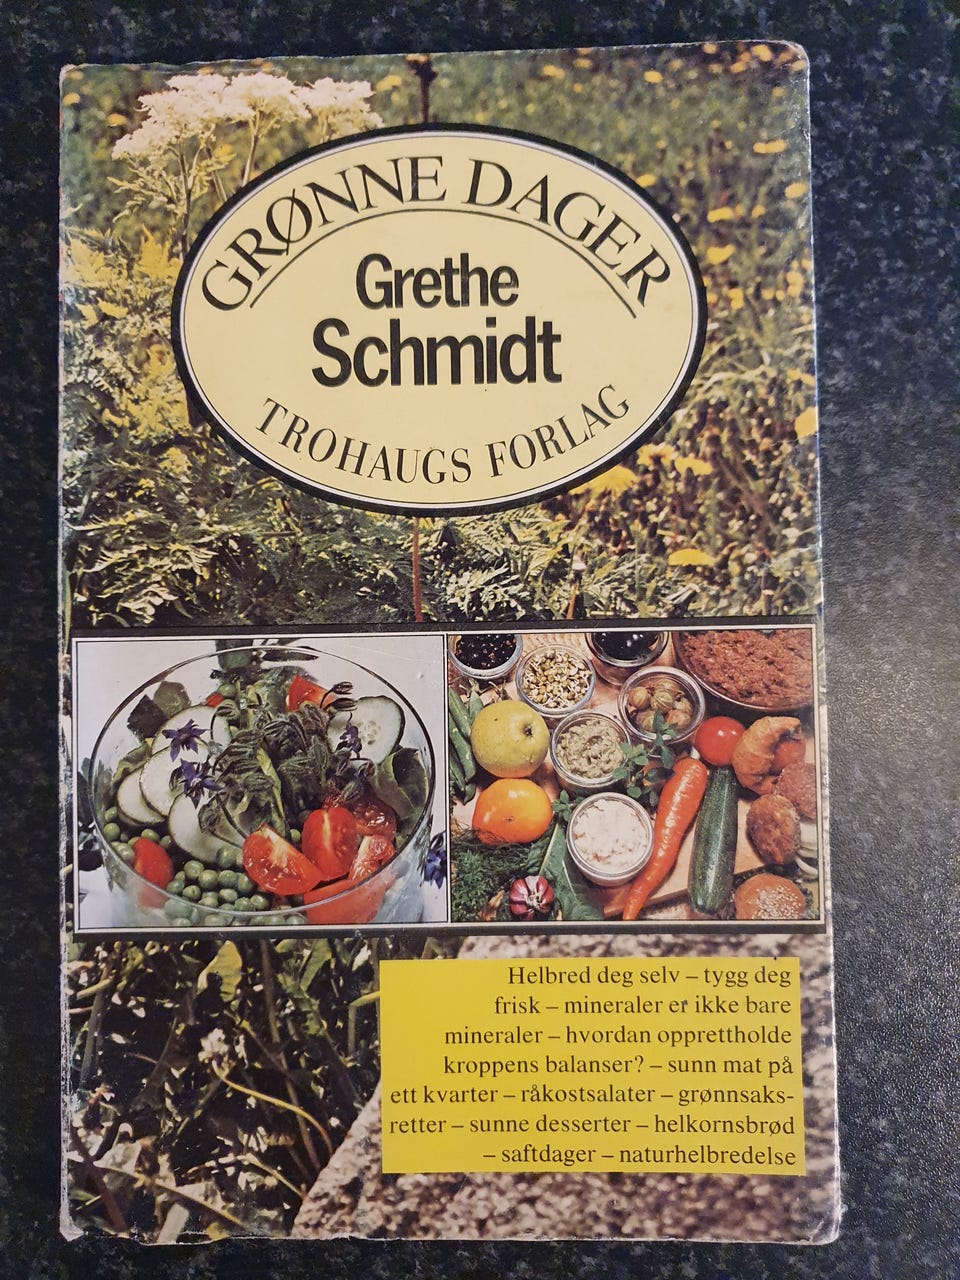 GRØNNE DAGER
Grethe
Schmidt
TROHAUGS FORLAG
Helbred deg selv – tygg deg
frisk – mineraler er ikke bare
mineraler – hvordan opprettholde
kroppens balanser? – sunn mat på
ett kvarter – råkostsalater – grønnsaks-
retter – sunne desserter – helkornsbrød
– saftdager – naturhelbredelse